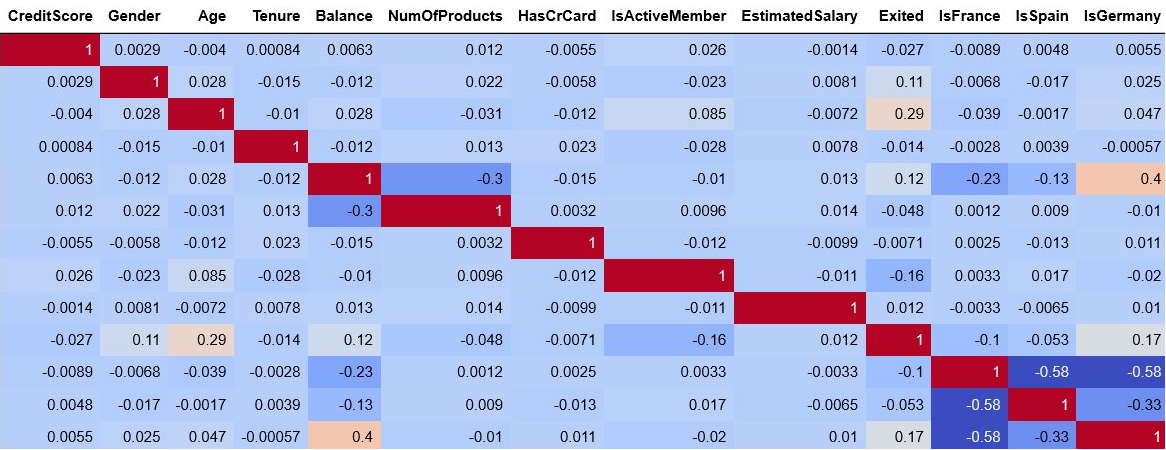 CreditScore Gender Age Tenure Balance NumOfProducts HasCrCard IsActiveMember EstimatedSalary Exited IsFrance IsSpain IsGermany
1 0.0029 -0.004 0.00084 0.0063 0.012 -0.0055 0.026 -0.0014 -0.027 -0.0089 0.0048 0.0055
0.0029 1 0.028 -0.015 -0.012 0.022 -0.0058 -0.023 0.0081 0.11 -0.0068 -0.017 0.025
-0.004 0.028 1 -0.01 0.028 -0.031 -0.012 0.085 -0.0072 0.29 -0.039 -0.0017 0.047
0.00084 -0.015 -0.01 1 -0.012 0.013 0.023 -0.028 0.0078 -0.014 -0.0028 0.0039 -0.00057
0.0063 -0.012 0.028 -0.012 1 -0.3 -0.015 -0.01 0.013 0.12 -0.23 -0.13 0.4
0.012 0.022 -0.031 0.013 -0.3 1 0.0032 0.0096 0.014 -0.048 0.0012 0.009 -0.01
-0.0055 -0.0058 -0.012 0.023 -0.015 0.0032 1 -0.012 -0.0099 -0.0071 0.0025 -0.013 0.011
0.026 -0.023 0.085 -0.028 -0.01 0.0096 -0.012 1 -0.011 -0.16 0.0033 0.017 -0.02
-0.0014 0.0081 -0.0072 0.0078 0.013 0.014 -0.0099 -0.011 1 0.012 -0.0033 -0.0065 0.01
-0.027 0.11 0.29 -0.014 0.12 -0.048 -0.0071 -0.16 0.012 1 -0.1 -0.053 0.17
-0.0089 -0.0068 -0.039 -0.0028 -0.23 0.0012 0.0025 0.0033 -0.0033 -0.1 1 -0.58 -0.58
0.0048 -0.017 -0.0017 0.0039 -0.13 0.009 -0.013 0.017 -0.0065 -0.053 -0.58 1 -0.33
0.0055 0.025 0.047 -0.00057 0.4 -0.01 0.011 -0.02 0.01 0.17 -0.58 -0.33 1